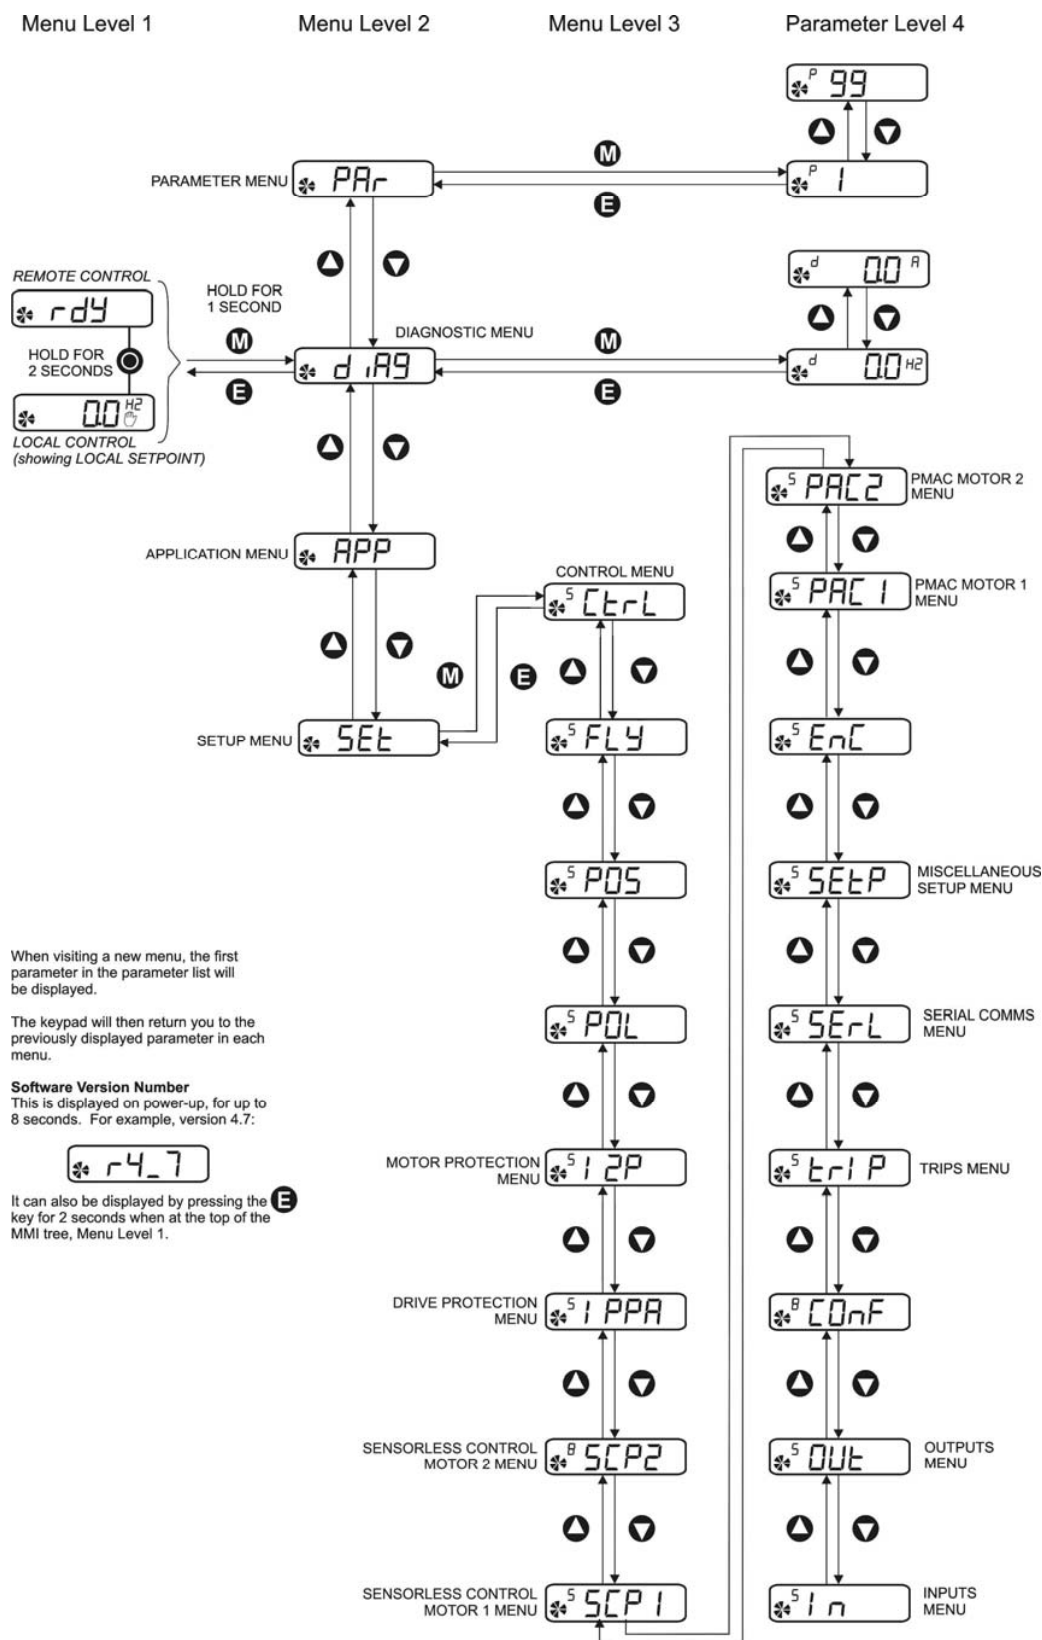 Menu Level 1
Menu Level 2
Menu Level 3
Parameter Level 4
P 99
M
PARAMETER MENU
PAr
P 1
E
REMOTE CONTROL
rdY
HOLD FOR
2 SECONDS
0.0 HZ
LOCAL CONTROL
(showing LOCAL SETPOINT)
HOLD FOR
1 SECOND
M
E
DIAGNOSTIC MENU
diAg
M
E
d 0.0 A
d 0.0 HZ
APPLICATION MENU
APP
SETUP MENU
SEt
M
E
CONTROL MENU
S CtrL
S FLY
S POS
S POL
MOTOR PROTECTION
MENU
S I 2P
DRIVE PROTECTION
MENU
S I PPA
SENSORLESS CONTROL
MOTOR 2 MENU
8 SCP2
SENSORLESS CONTROL
MOTOR 1 MENU
S SCP1
S PAC2
PMAC MOTOR 2
MENU
S PAC1
PMAC MOTOR 1
MENU
S EnC
S SEtP
MISCELLANEOUS
SETUP MENU
S SErL
SERIAL COMMS
MENU
S trI P
TRIPS MENU
8 COnF
S OUt
OUTPUTS
MENU
S I n
INPUTS
MENU
When visiting a new menu, the first
parameter in the parameter list will
be displayed.
The keypad will then return you to the
previously displayed parameter in each
menu.
Software Version Number
This is displayed on power-up, for up to
8 seconds. For example, version 4.7:
r4_7
It can also be displayed by pressing the E
key for 2 seconds when at the top of the
MMI tree, Menu Level 1.